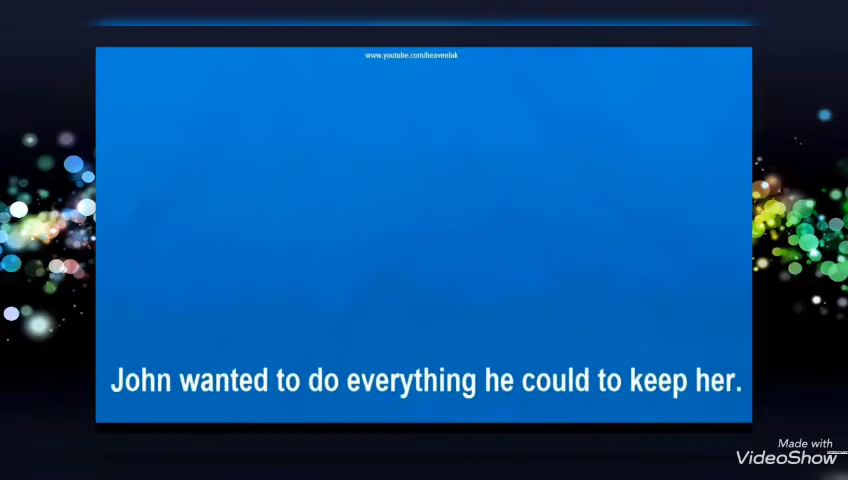 www.youtube.com/heavenluk
John wanted to do everything he could to keep her.
Made with
VideoShow